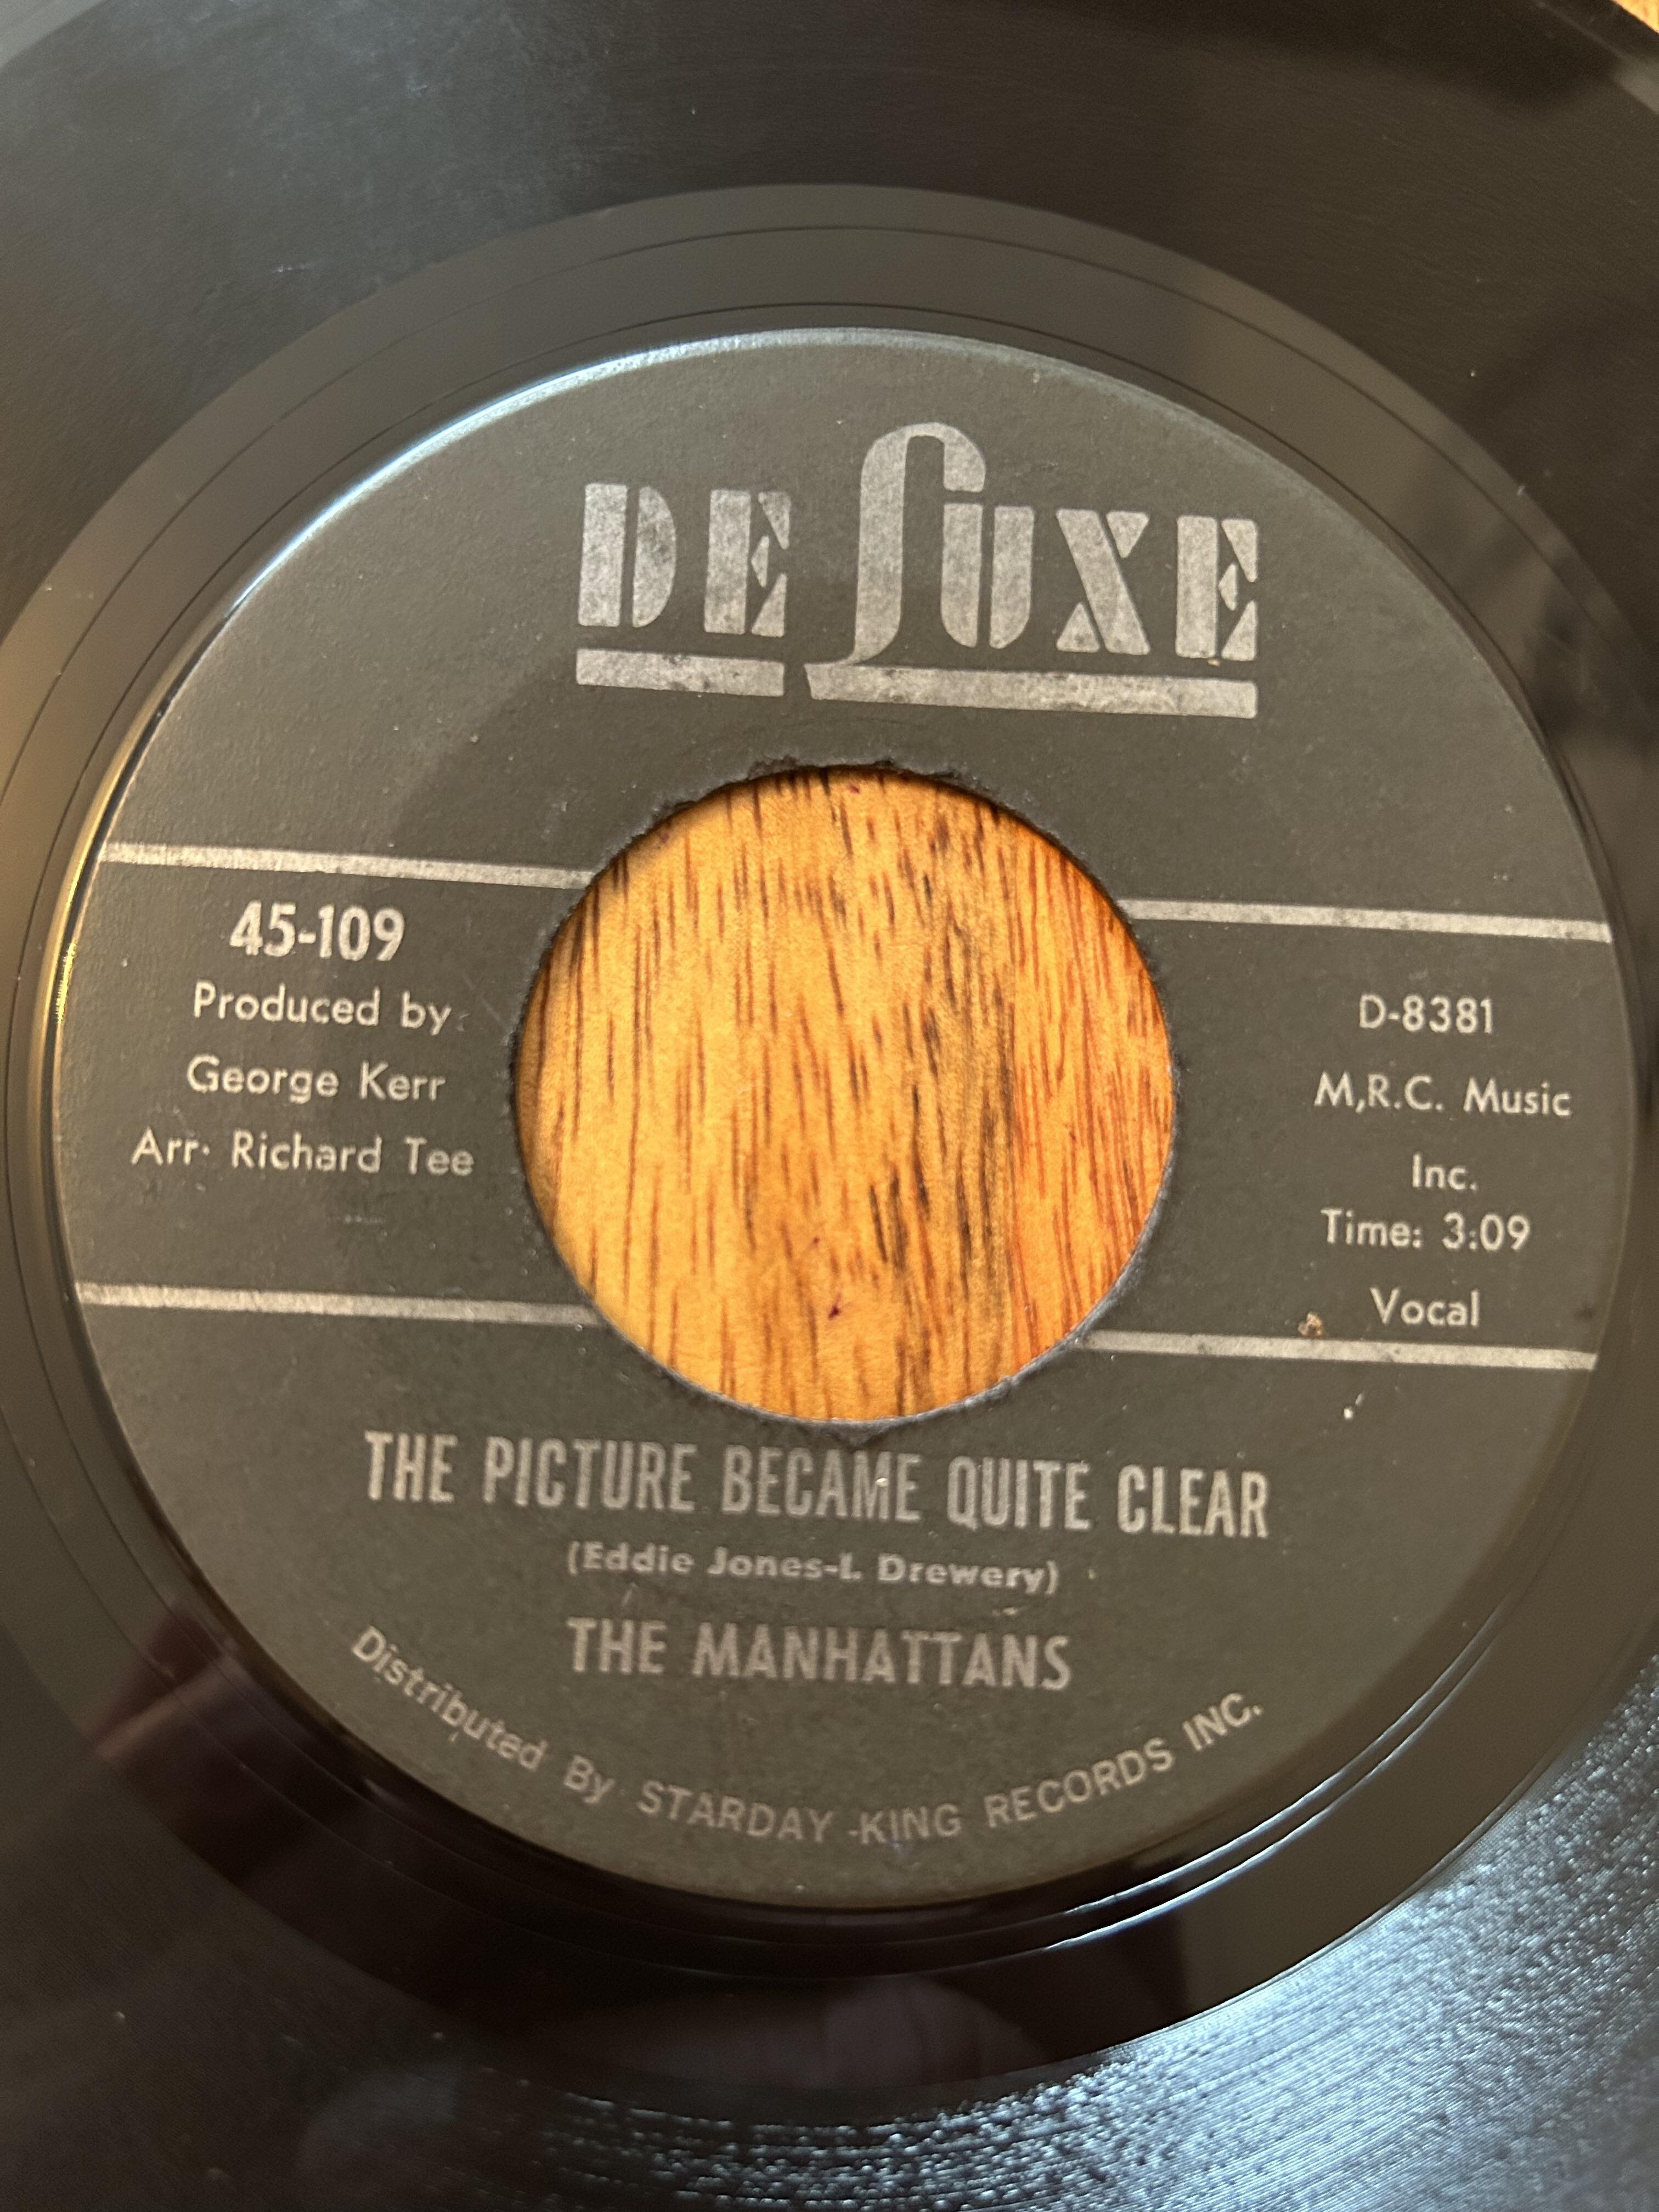 DE LUXE
45-109
Produced by
George Kerr
Arr. Richard Tee
D-8381
M,R.C. Music
Inc.
Time: 3:09
Vocal
THE PICTURE BECAME QUITE CLEAR
(Eddie Jones-L. Drewery)
THE MANHATTANS
Distributed By STARDAY-KING RECORDS INC.